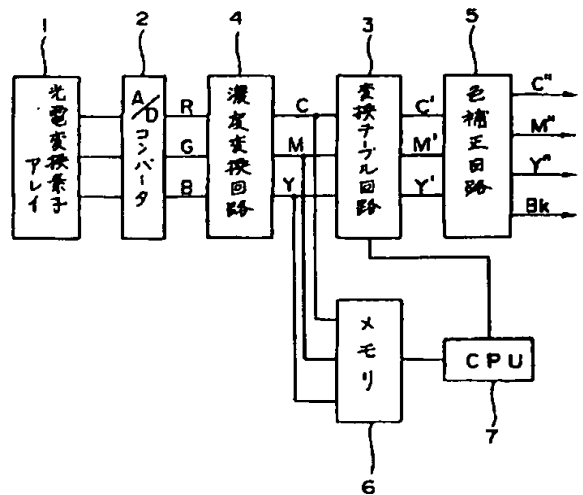 1
2
4
3
5
光電変換素子
アレイ
A/D
コンバータ
R
G
B
濃度変換回路
C
M
Y
変換テーブル回路
C'
M'
Y'
色補正回路
C"
M"
Y"
Bk
メモリ
CPU
6
7